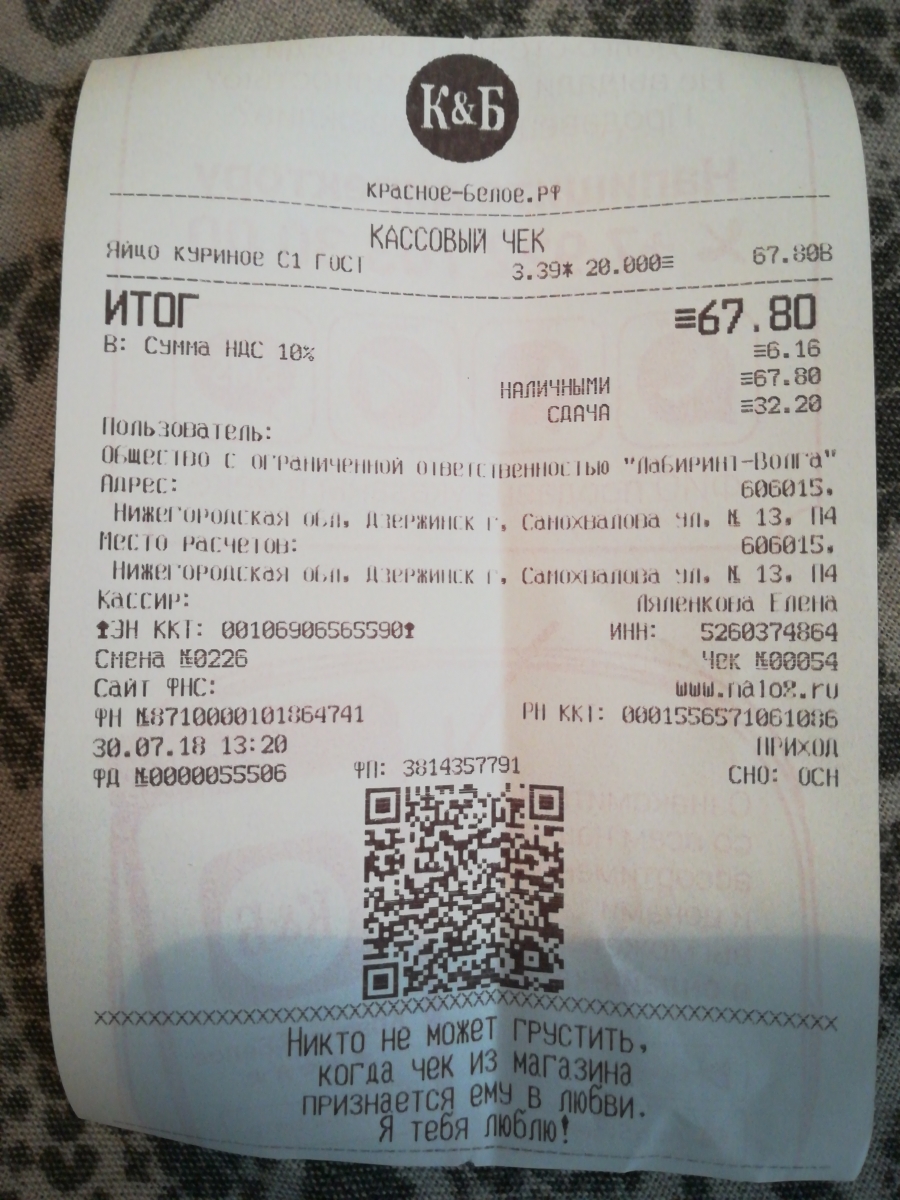 К&Б
красное-белое.рф
КАССОВЫЙ ЧЕК
Яйцо куриное С1 ГОСТ 3.39* 20.000= 67.80В
ИТОГ ≡67.80
В: Сумма НДС 10% ≡6.16
НАЛИЧНЫМИ ≡67.80
СДАЧА ≡32.20
Пользователь:
Общество с ограниченной ответственностью "Лабиринт-Волга"
Адрес: 606015,
Нижегородская обл, Дзержинск г, Самохвалова ул, № 13, П4
Место расчетов: 606015,
Нижегородская обл, Дзержинск г, Самохвалова ул, № 13, П4
Кассир: Ляленкова Елена
ЗН ККТ: 00106906565590 ИНН: 5260374864
Смена №0226 Чек №00054
Сайт ФНС: www.nalog.ru
ФН №8710000101864741 РН ККТ: 0001556571061086
30.07.18 13:20 ПРИХОД
ФД №0000055506 ФП: 3814357791 СНО: ОСН
XXXXXXXXXXXXXXXXXXXXXXXXXXXXXXXXXXXXXXXXXXXXXXXXXXXXXXXXXXXXXXXX
Никто не может грустить,
когда чек из магазина
признается ему в любви.
Я тебя люблю!